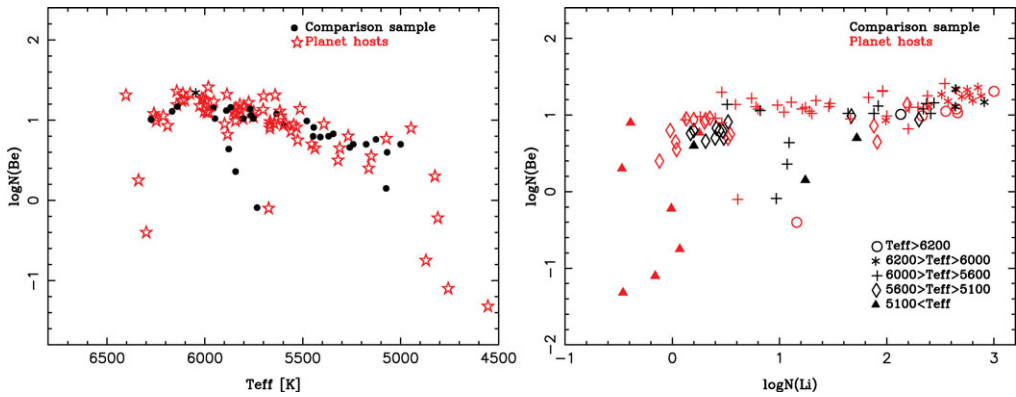 Comparison sample
Planet hosts
logN(Be)
2
1
0
−1
6500
6000
5500
5000
4500
Teff [K]
Comparison sample
Planet hosts
logN(Be)
2
1
0
−1
−2
Teff>6200
6200>Teff>6000
6000>Teff>5600
5600>Teff>5100
5100<Teff
−1
0
1
2
3
logN(Li)